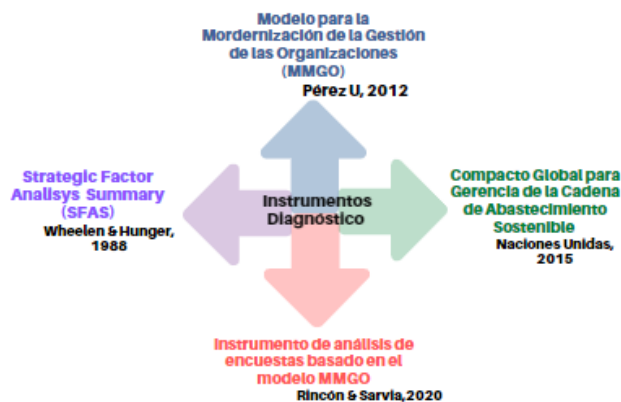 Modelo para la
Mordernización de la Gestión
de las Organizaciones
(MMGO)
Pérez U, 2012
Strategic Factor
Analisys Summary
(SFAS)
Wheelen & Hunger,
1988
Instrumentos
Diagnóstico
Compacto Global para
Gerencia de la Cadena
de Abastecimiento
Sostenible
Naciones Unidas,
2015
Instrumento de análisis de
encuestas basado en el
modelo MMGO
Rincón & Sarvia,2020